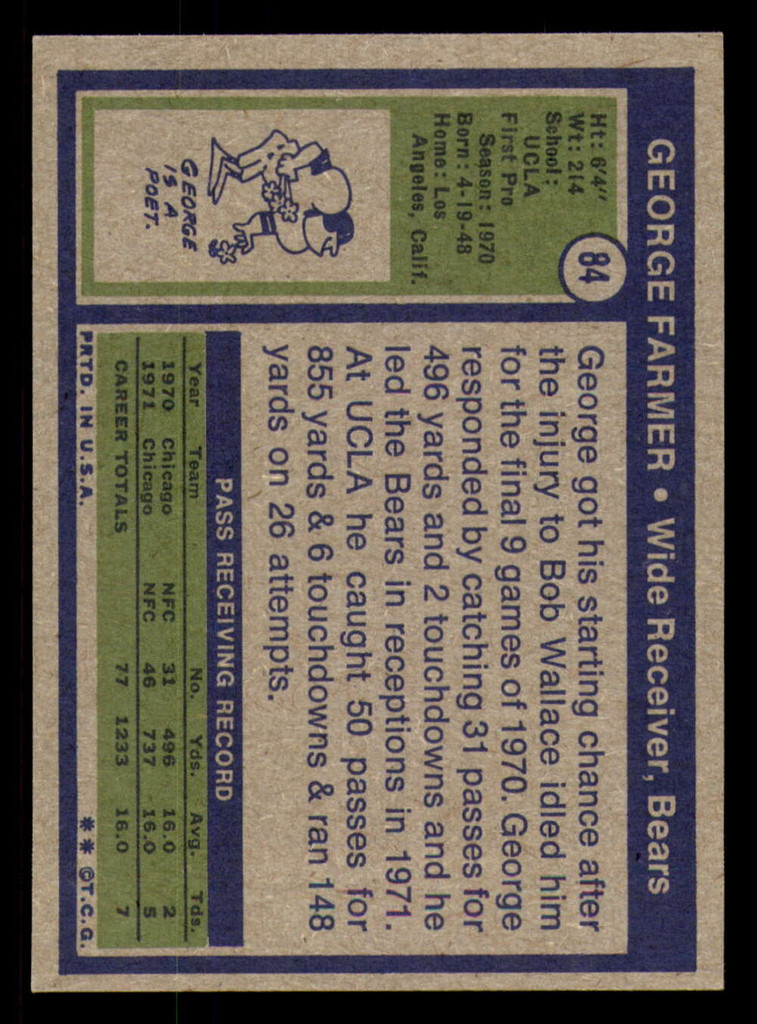 GEORGE FARMER • Wide Receiver, Bears
84
Ht: 6'4"
Wt: 214
School:
UCLA
First Pro
Season: 1970
Born: 4-19-48
Home: Los
Angeles, Calif.
GEORGE
IS A
POET.
George got his starting chance after
the injury to Bob Wallace idled him
for the final 9 games of 1970. George
responded by catching 31 passes for
496 yards and 2 touchdowns and he
led the Bears in receptions in 1971.
At UCLA he caught 50 passes for
855 yards & 6 touchdowns & ran 148
yards on 26 attempts.
PASS RECEIVING RECORD
Year Team No. Yds. Avg. Tds.
1970 Chicago NFC 31 496 16.0 2
1971 Chicago NFC 46 737 16.0 5
CAREER TOTALS 77 1233 16.0 7
PRTD. IN U.S.A. ** ©T.C.G.